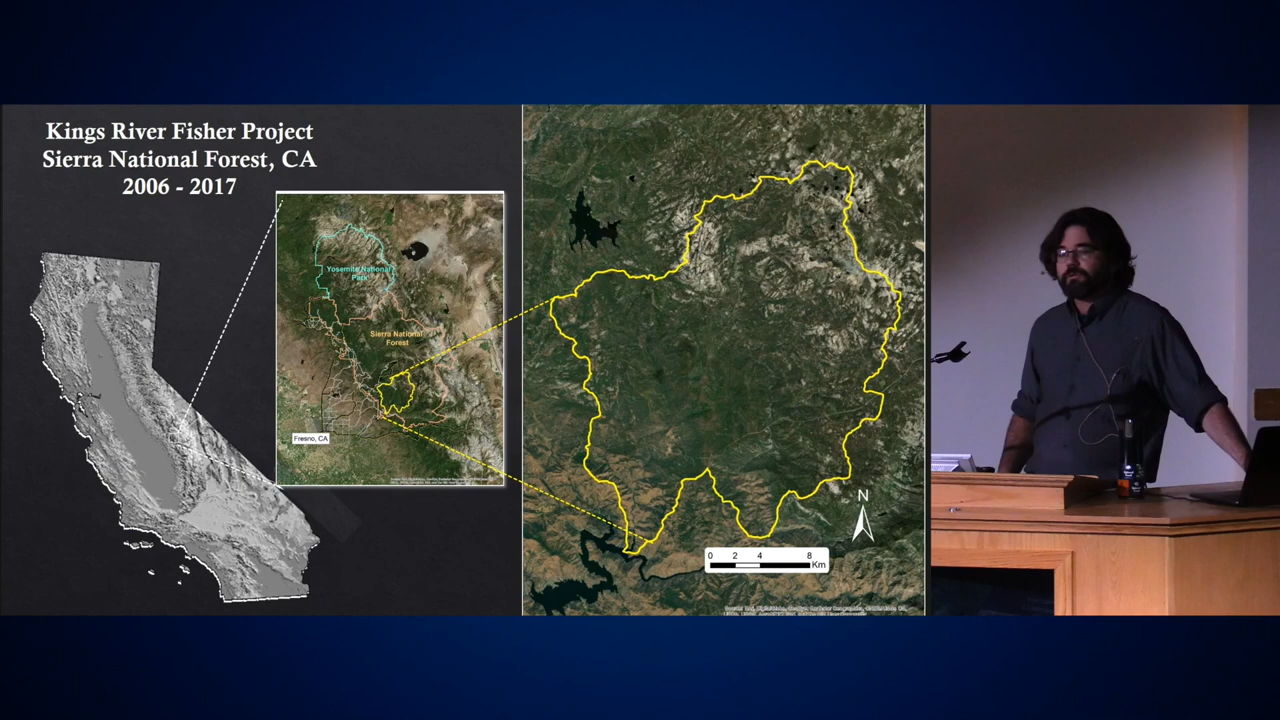 Kings River Fisher Project
Sierra National Forest, CA
2006 - 2017
Yosemite National
Park
Sierra National
Forest
Fresno, CA
N
0 2 4 8
Km